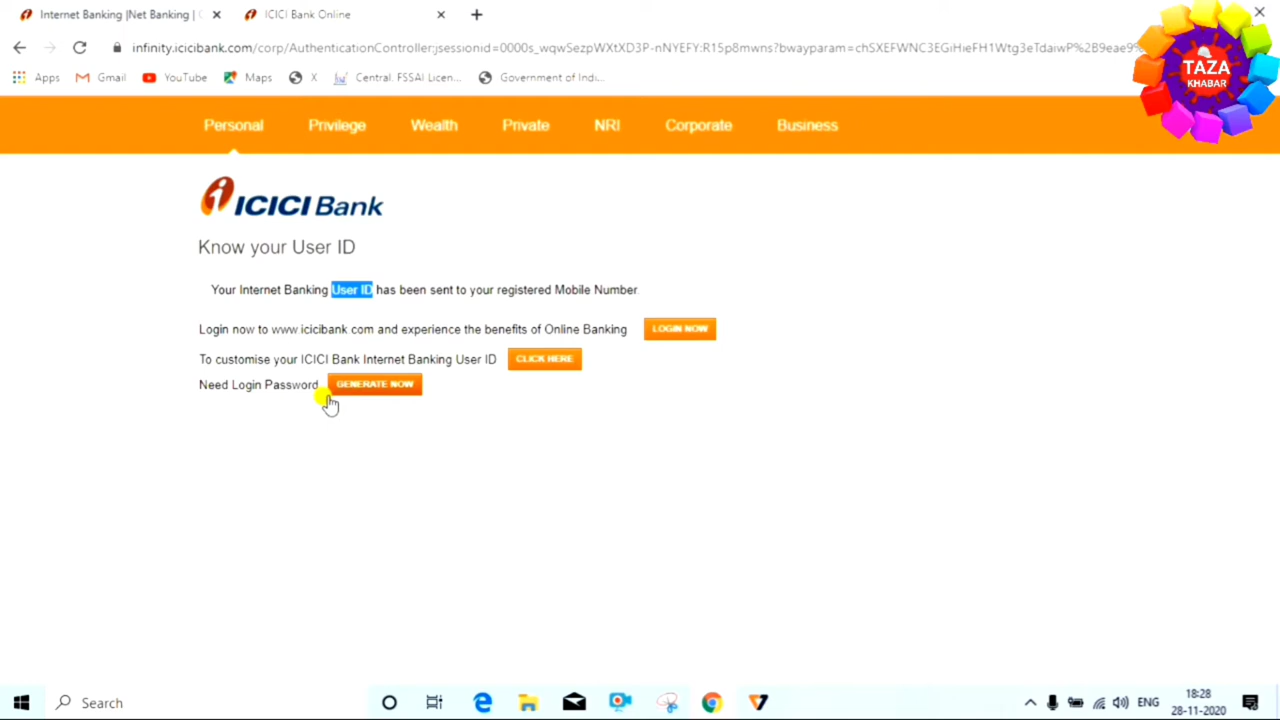 Internet Banking |Net Banking |
ICICI Bank Online
infinity.icicibank.com/corp/AuthenticationController;jsessionid=0000s_wqwSezpWXtXD3P-nNYEFY:R15p8mwns?bwayparam=chSXEFWNC3EGiHieFH1Wtg3eTdaiwP%2B9eae9%
Apps
Gmail
YouTube
Maps
X
Central. FSSAI Licen...
Government of Indi...
TAZA
KHABAR
Personal
Privilege
Wealth
Private
NRI
Corporate
Business
ICICI Bank
Know your User ID
Your Internet Banking User ID has been sent to your registered Mobile Number.
Login now to www icicibank com and experience the benefits of Online Banking
LOGIN NOW
To customise your ICICI Bank Internet Banking User ID
CLICK HERE
Need Login Password
GENERATE NOW
Search
ENG
18:28
28-11-2020